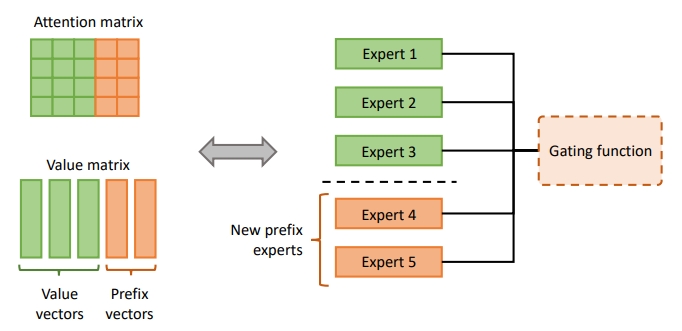 Attention matrix
Value matrix
Value
vectors
Prefix
vectors
Expert 1
Expert 2
Expert 3
New prefix
experts
Expert 4
Expert 5
Gating function